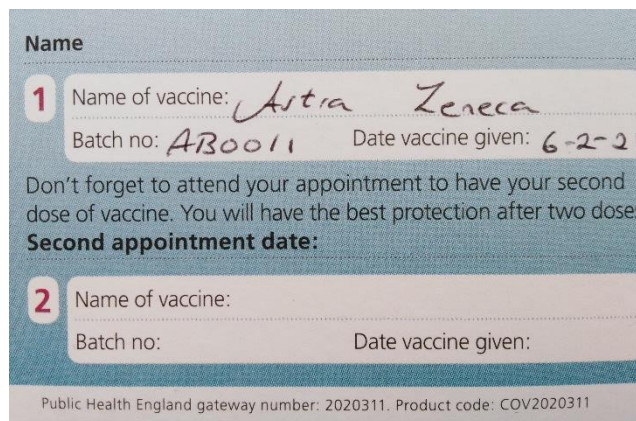 Name
1 Name of vaccine: Astra Zeneca
Batch no: AB0011 Date vaccine given: 6-2-2
Don't forget to attend your appointment to have your second
dose of vaccine. You will have the best protection after two dose
Second appointment date:
2 Name of vaccine:
Batch no: Date vaccine given:
Public Health England gateway number: 2020311. Product code: COV2020311